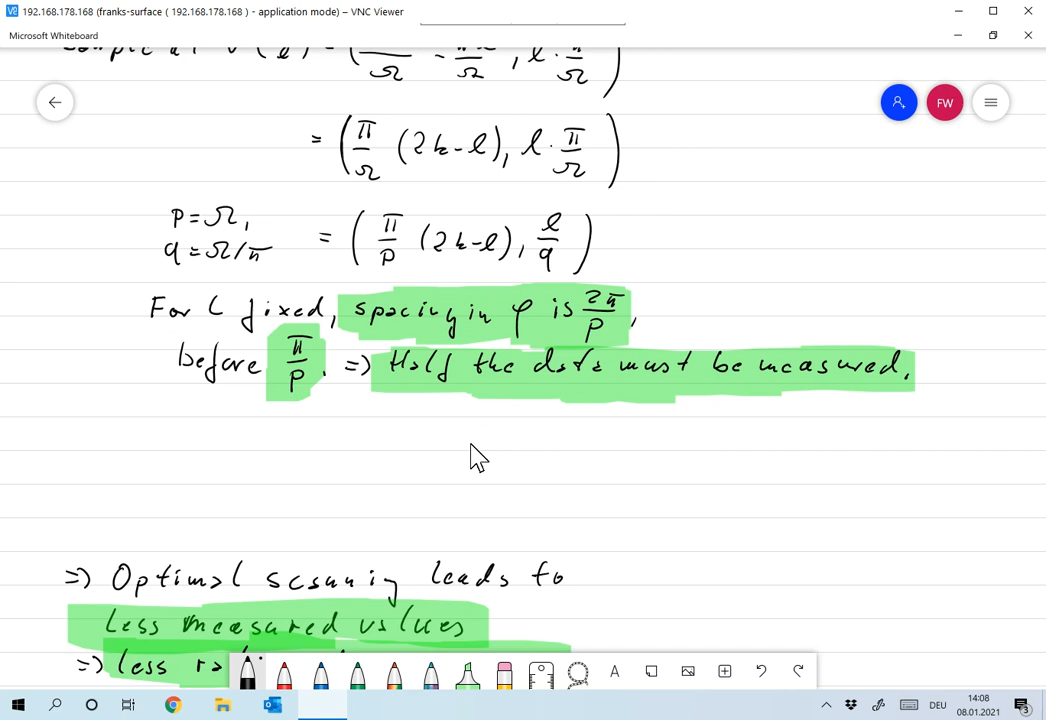 192.168.178.168 (franks-surface ( 192.168.178.168 ) - application mode) – VNC Viewer
Microsoft Whiteboard
FW
= ( π/Ω (2k-l), l · π/Ω )
p = Ω,
q = Ω/π = ( π/p (2k-l), l/q )
For l fixed, spacing in φ is 2π/p,
before π/p. => Half the data must be measured.
=> Optimal scanning leads to
less measured values
=> less
A
14:08
DEU
08.01.2021
3